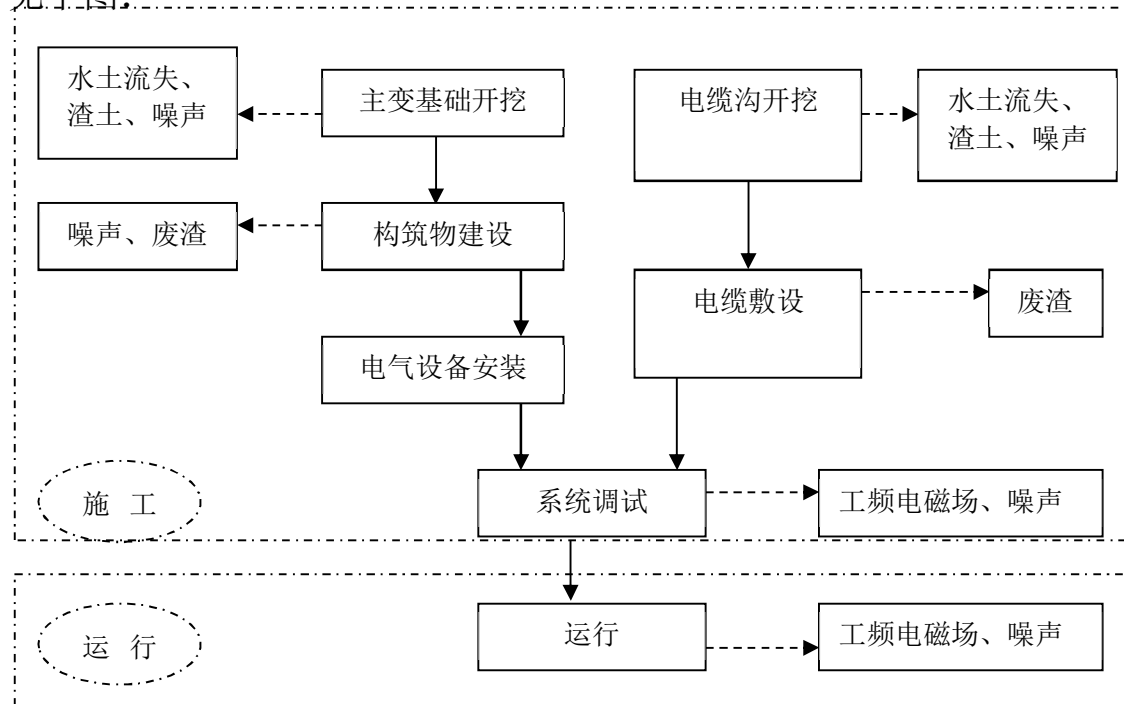 见下图:
水土流失、
渣土、噪声
主变基础开挖
电缆沟开挖
水土流失、
渣土、噪声
噪声、废渣
构筑物建设
电缆敷设
废渣
电气设备安装
施 工
系统调试
工频电磁场、噪声
运 行
运行
工频电磁场、噪声